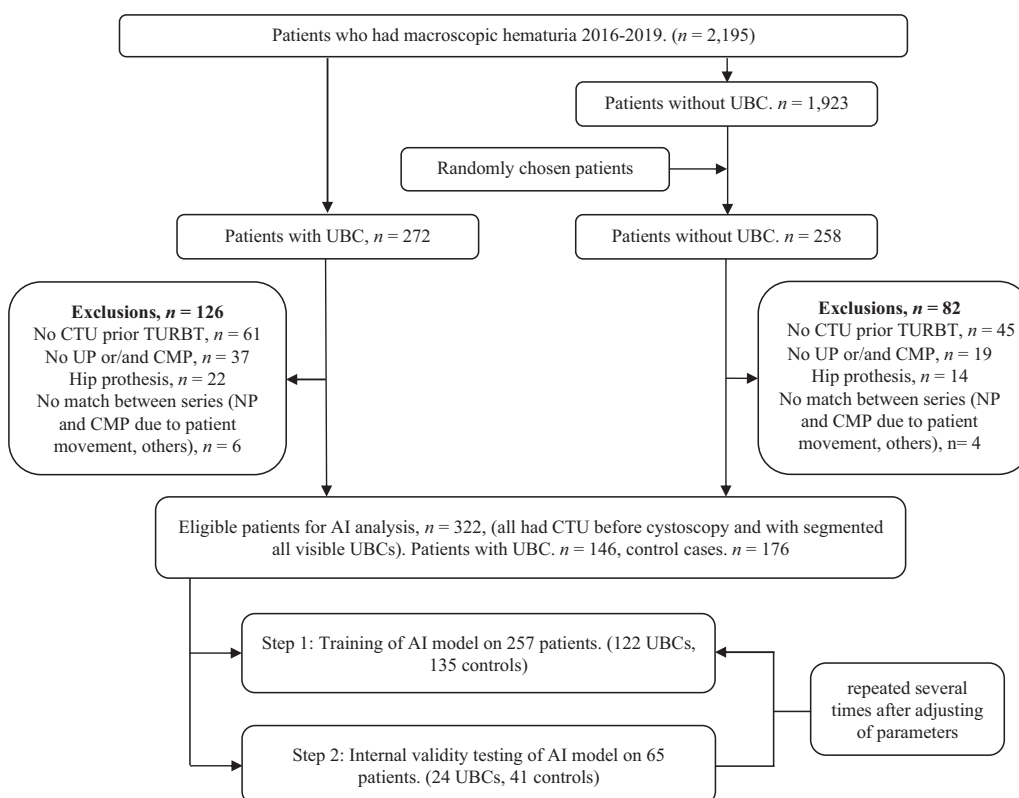 Patients who had macroscopic hematuria 2016-2019. (n = 2,195)
Patients without UBC. n = 1,923
Randomly chosen patients
Patients with UBC, n = 272
Patients without UBC. n = 258
Exclusions, n = 126
No CTU prior TURBT, n = 61
No UP or/and CMP, n = 37
Hip prothesis, n = 22
No match between series (NP
and CMP due to patient
movement, others), n = 6
Exclusions, n = 82
No CTU prior TURBT, n = 45
No UP or/and CMP, n = 19
Hip prothesis, n = 14
No match between series (NP
and CMP due to patient
movement, others), n= 4
Eligible patients for AI analysis, n = 322, (all had CTU before cystoscopy and with segmented
all visible UBCs). Patients with UBC. n = 146, control cases. n = 176
Step 1: Training of AI model on 257 patients. (122 UBCs,
135 controls)
repeated several
times after adjusting
of parameters
Step 2: Internal validity testing of AI model on 65
patients. (24 UBCs, 41 controls)